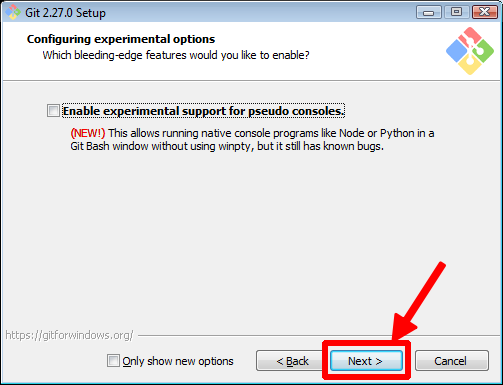 Git 2.27.0 Setup
Configuring experimental options
Which bleeding-edge features would you like to enable?
Enable experimental support for pseudo consoles.
(NEW!) This allows running native console programs like Node or Python in a
Git Bash window without using winpty, but it still has known bugs.
https://gitforwindows.org/
Only show new options
< Back
Next >
Cancel